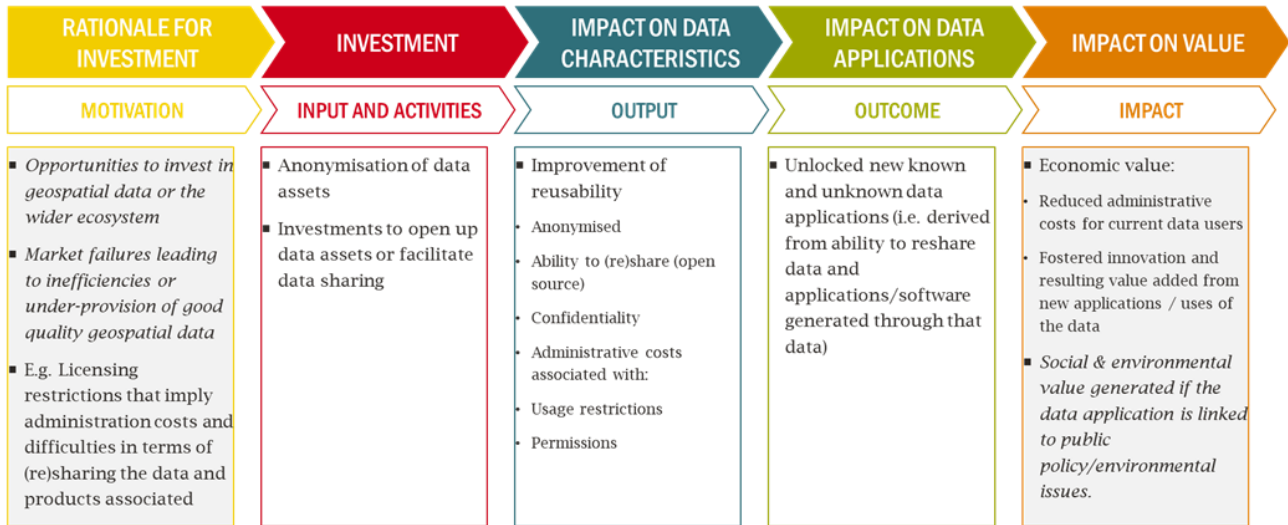 RATIONALE FOR
INVESTMENT
INVESTMENT
IMPACT ON DATA
CHARACTERISTICS
IMPACT ON DATA
APPLICATIONS
IMPACT ON VALUE
MOTIVATION
INPUT AND ACTIVITIES
OUTPUT
OUTCOME
IMPACT
▪ Opportunities to invest in
geospatial data or the
wider ecosystem
▪ Market failures leading
to inefficiencies or
under-provision of good
quality geospatial data
▪ E.g. Licensing
restrictions that imply
administration costs and
difficulties in terms of
(re)sharing the data and
products associated
▪ Anonymisation of data
assets
▪ Investments to open up
data assets or facilitate
data sharing
▪ Improvement of
reusability
• Anonymised
• Ability to (re)share (open
source)
• Confidentiality
• Administrative costs
associated with:
• Usage restrictions
• Permissions
▪ Unlocked new known
and unknown data
applications (i.e. derived
from ability to reshare
data and
applications/software
generated through that
data)
▪ Economic value:
• Reduced administrative
costs for current data users
• Fostered innovation and
resulting value added from
new applications / uses of
the data
▪ Social & environmental
value generated if the
data application is linked
to public
policy/environmental
issues.